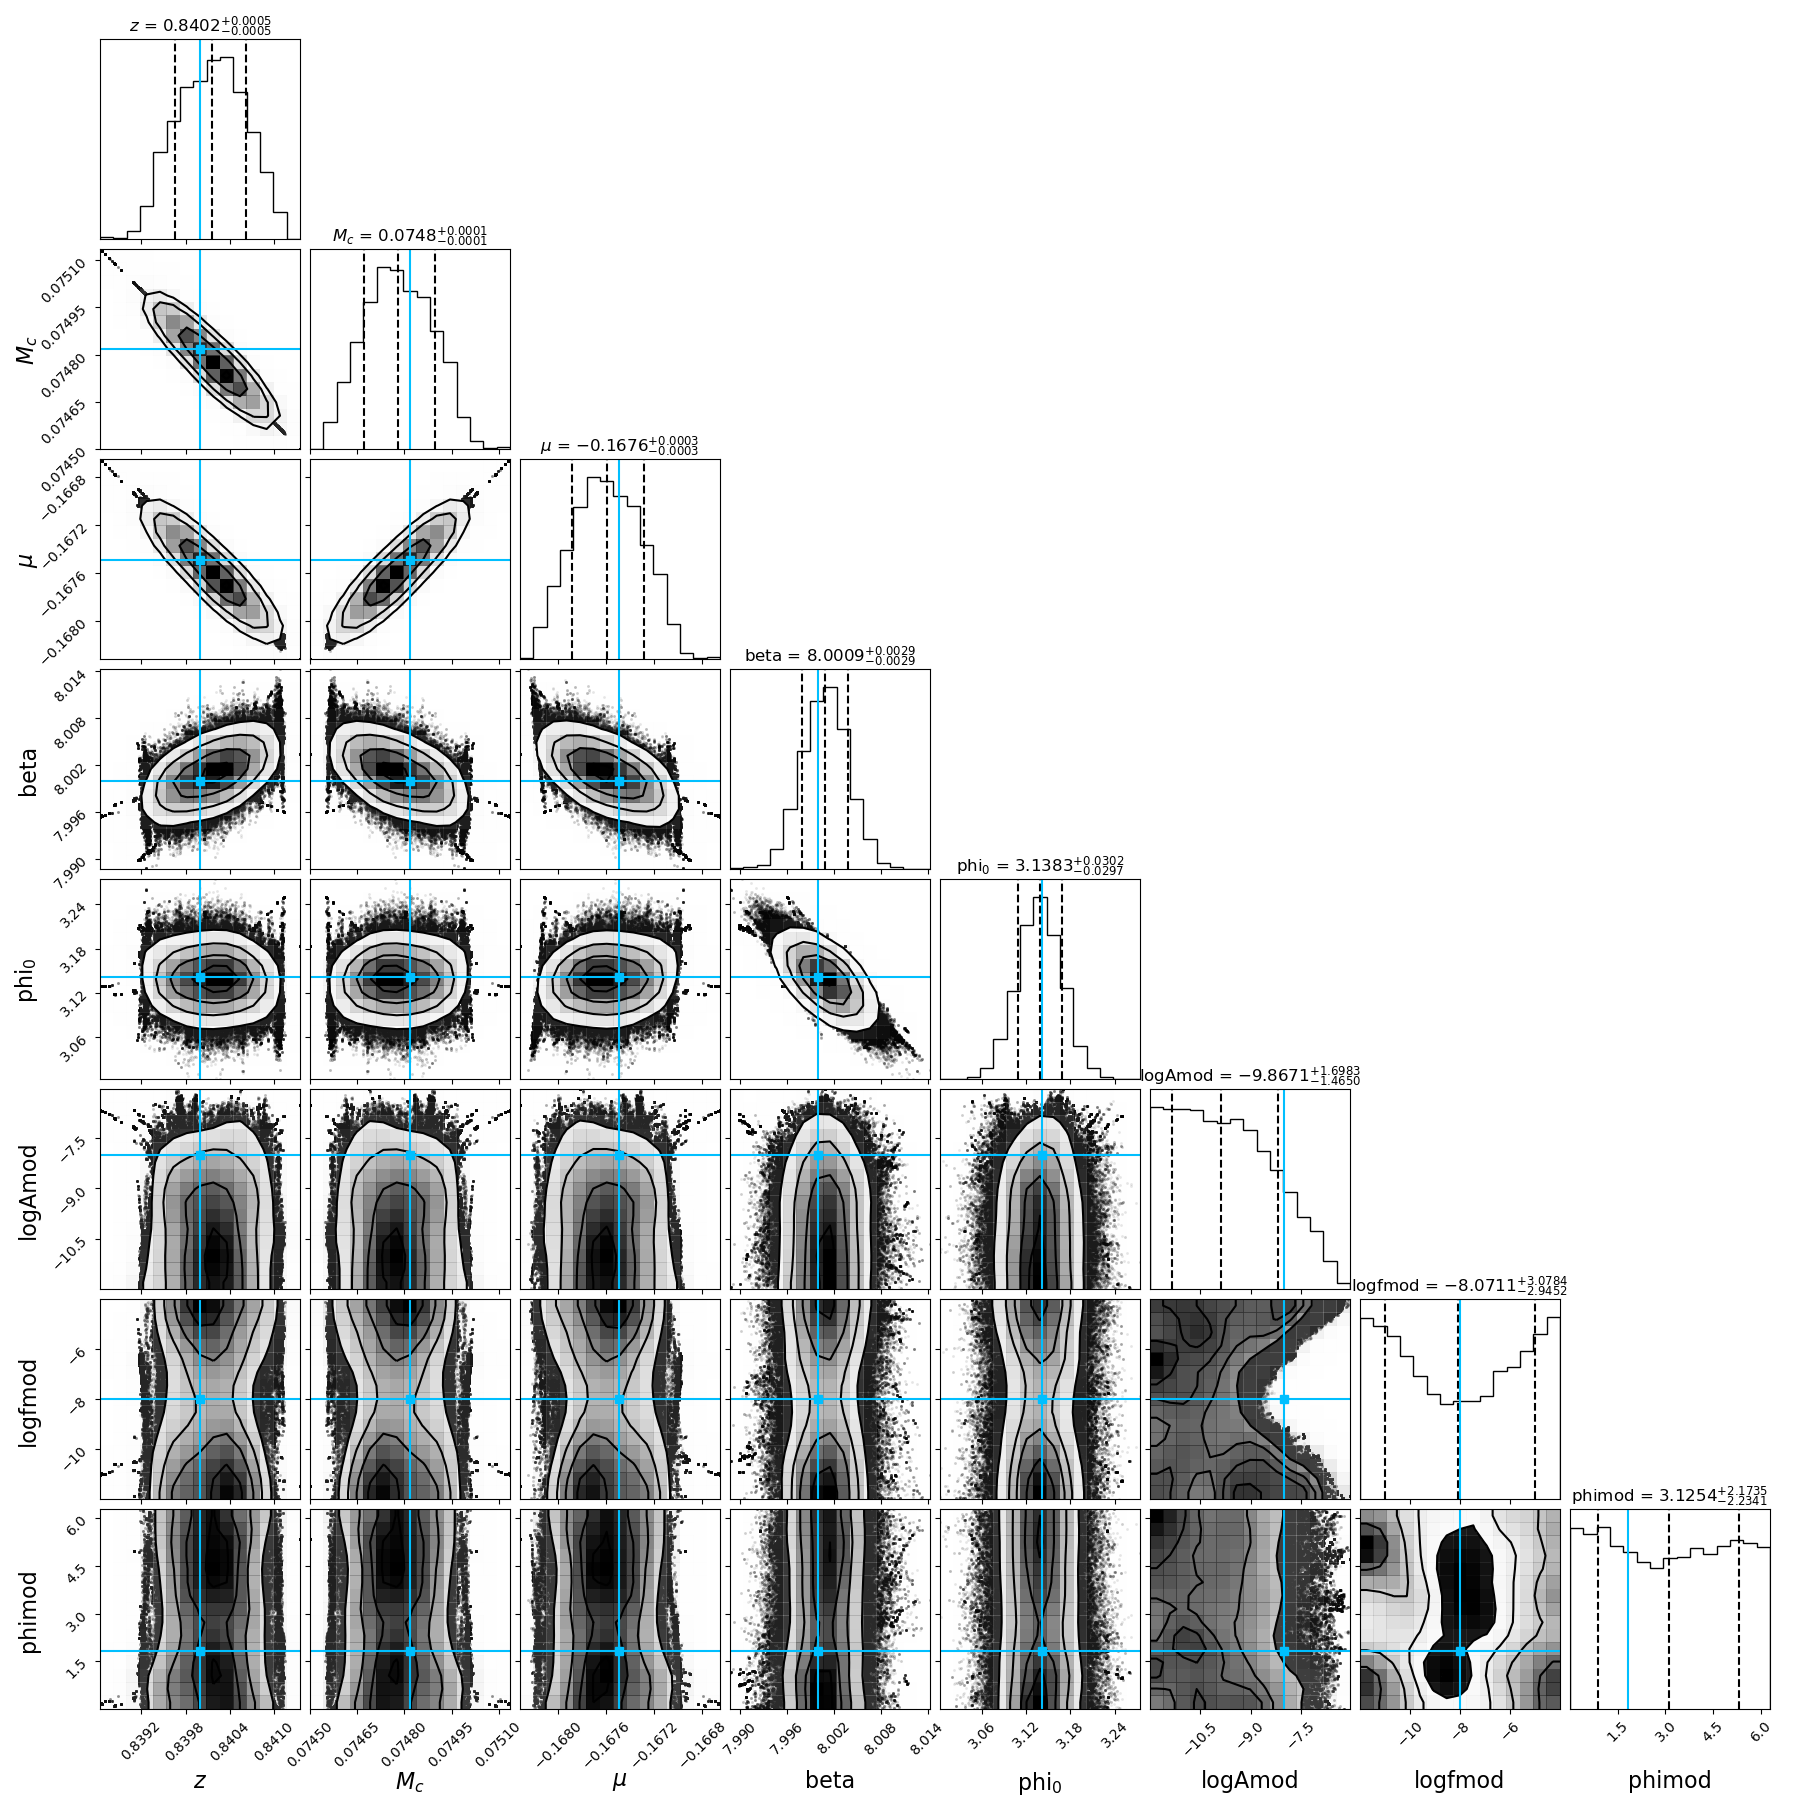 z = 0.8402 +0.0005 −0.0005
M_c = 0.0748 +0.0001 −0.0001
0.07510
0.07495
0.07480
0.07465
0.07450
M_c
μ = −0.1676 +0.0003 −0.0003
−0.1668
−0.1672
−0.1676
−0.1680
μ
beta = 8.0009 +0.0029 −0.0029
8.014
8.008
8.002
7.996
7.990
beta
phi₀ = 3.1383 +0.0302 −0.0297
3.24
3.18
3.12
3.06
phi₀
logAmod = −9.8671 +1.6983 −1.4650
−7.5
−9.0
−10.5
logAmod
logfmod = −8.0711 +3.0784 −2.9452
−6
−8
−10
logfmod
phimod = 3.1254 +2.1735 −2.2341
6.0
4.5
3.0
1.5
phimod
0.8392 0.8398 0.8404 0.8410
0.07450 0.07465 0.07480 0.07495 0.07510
−0.1680 −0.1676 −0.1672 −0.1668
7.990 7.996 8.002 8.008 8.014
3.06 3.12 3.18 3.24
−10.5 −9.0 −7.5
−10 −8 −6
1.5 3.0 4.5 6.0
z M_c μ beta phi₀ logAmod logfmod phimod